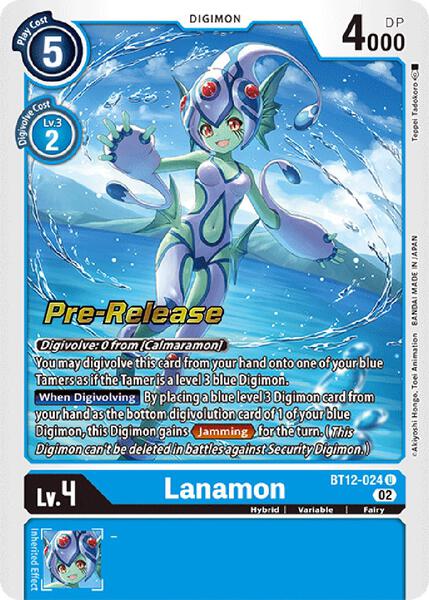 DIGIMON
Play Cost
5
4000
DP
Digivolve Cost
Lv.3
2
Teppei Tadokoro
Pre-Release
Digivolve: 0 from [Calmaramon]
You may digivolve this card from your hand onto one of your blue
Tamers as if the Tamer is a level 3 blue Digimon.
When Digivolving By placing a blue level 3 Digimon card from
your hand as the bottom digivolution card of 1 of your blue
Digimon, this Digimon gains Jamming for the turn. (This
Digimon can't be deleted in battles against Security Digimon.)
©Akiyoshi Hongo, Toei Animation BANDAI MADE IN JAPAN
Lv.4
Lanamon
BT12-024 U
02
Hybrid | Variable | Fairy
Inherited Effect
-